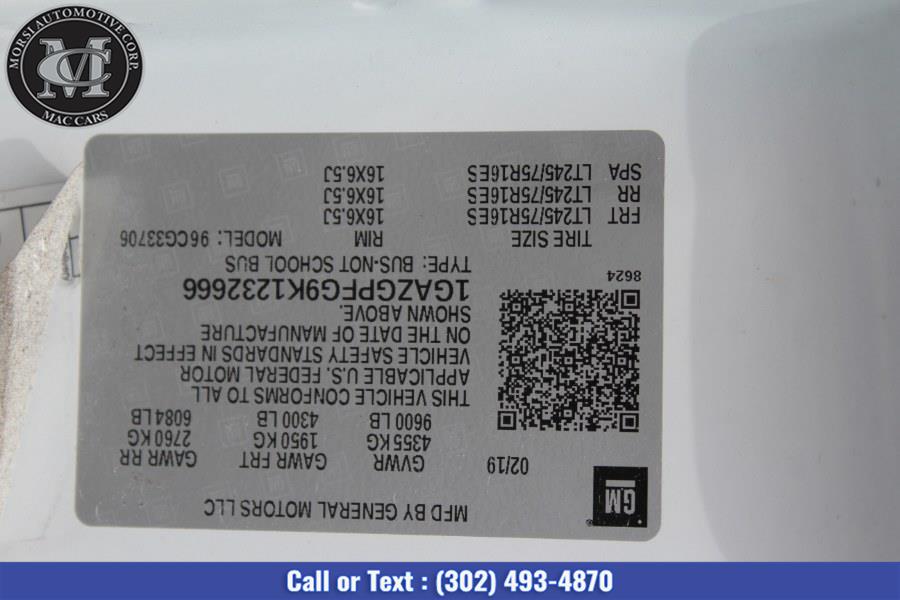 MORSI AUTOMOTIVE CORP.
MC
MAC CARS
GM
MFD BY GENERAL MOTORS LLC
02/19
GVWR GAWR FRT GAWR RR
4355 KG 1950 KG 2760 KG
9600 LB 4300 LB 6084 LB
THIS VEHICLE CONFORMS TO ALL
APPLICABLE U.S. FEDERAL MOTOR
VEHICLE SAFETY STANDARDS IN EFFECT
ON THE DATE OF MANUFACTURE
SHOWN ABOVE.
1GAZGPFG9K1232666
TYPE: BUS-NOT SCHOOL BUS
8624
TIRE SIZE RIM MODEL: 96CG33706
FRT LT245/75R16ES 16X6.5J
RR LT245/75R16ES 16X6.5J
SPA LT245/75R16ES 16X6.5J
Call or Text : (302) 493-4870